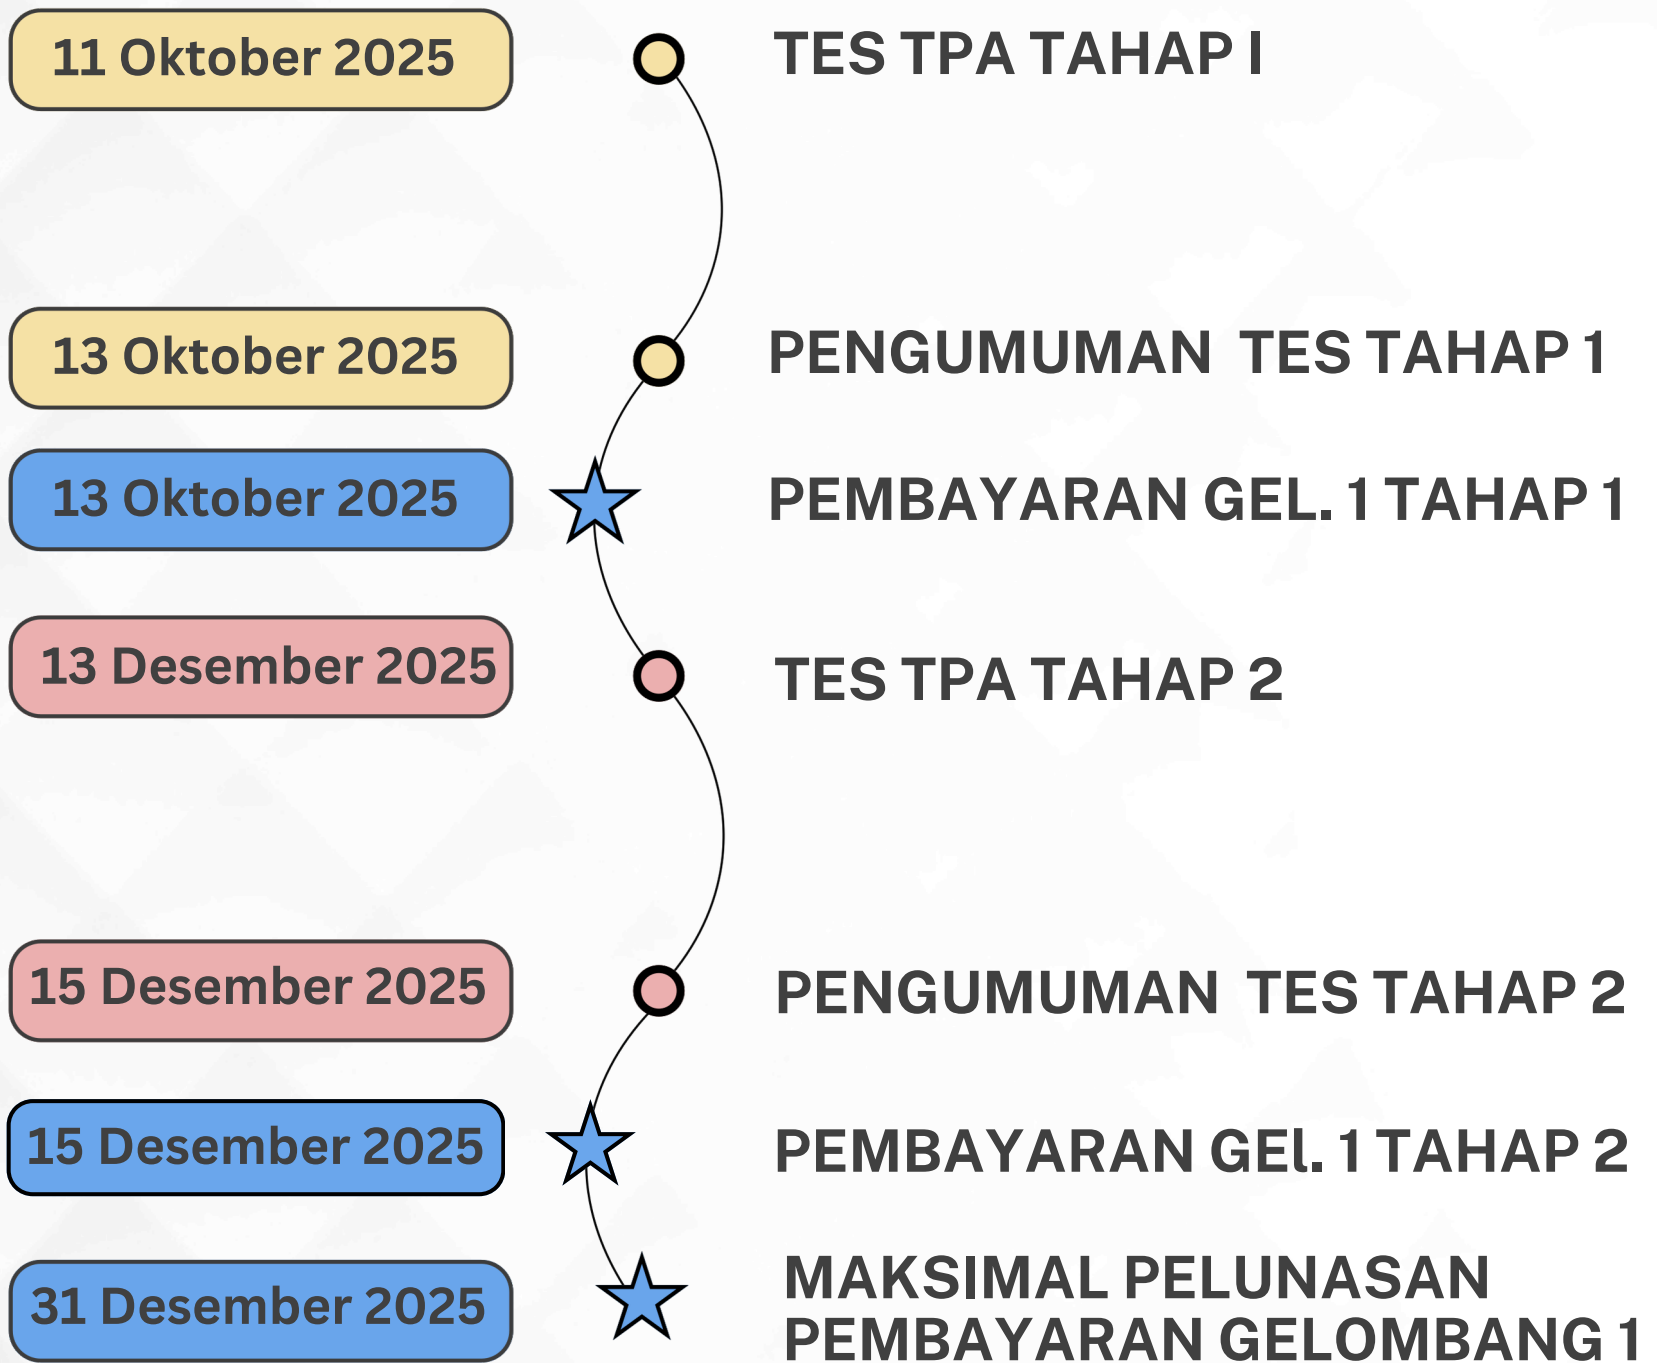 11 Oktober 2025
TES TPA TAHAP I
13 Oktober 2025
PENGUMUMAN TES TAHAP 1
13 Oktober 2025
PEMBAYARAN GEL. 1 TAHAP 1
13 Desember 2025
TES TPA TAHAP 2
15 Desember 2025
PENGUMUMAN TES TAHAP 2
15 Desember 2025
PEMBAYARAN GEl. 1 TAHAP 2
31 Desember 2025
MAKSIMAL PELUNASAN
PEMBAYARAN GELOMBANG 1